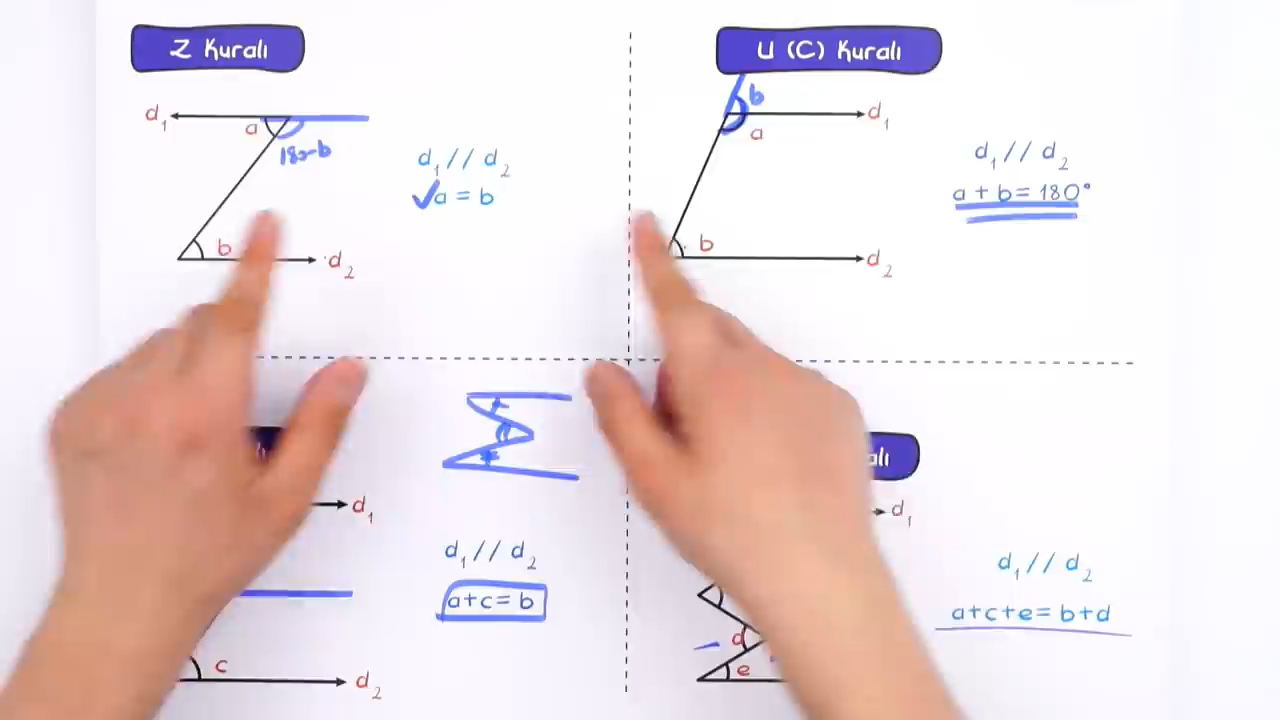 Z Kuralı
d1
a
180-b
b
d2
d1 // d2
a = b
U (C) Kuralı
b
a
d1
b
d2
d1 // d2
a + b = 180°
d1
c
d2
d1 // d2
a+c = b
alı
d1
d
e
d1 // d2
a+c+e = b+d